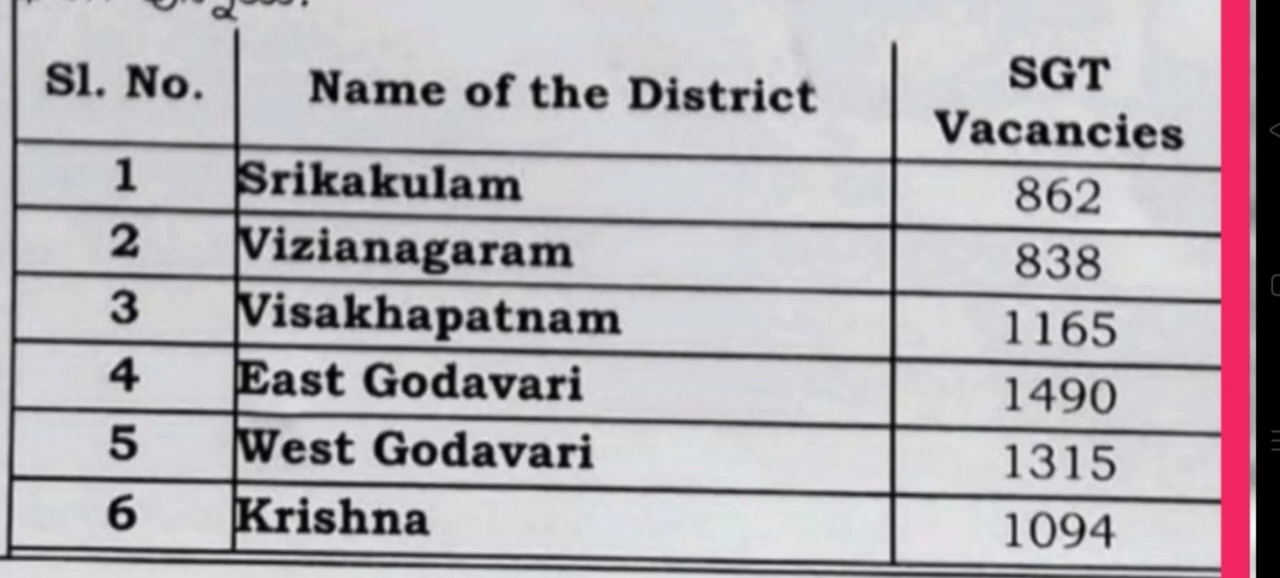 Sl. No. Name of the District SGT Vacancies
1 Srikakulam 862
2 Vizianagaram 838
3 Visakhapatnam 1165
4 East Godavari 1490
5 West Godavari 1315
6 Krishna 1094